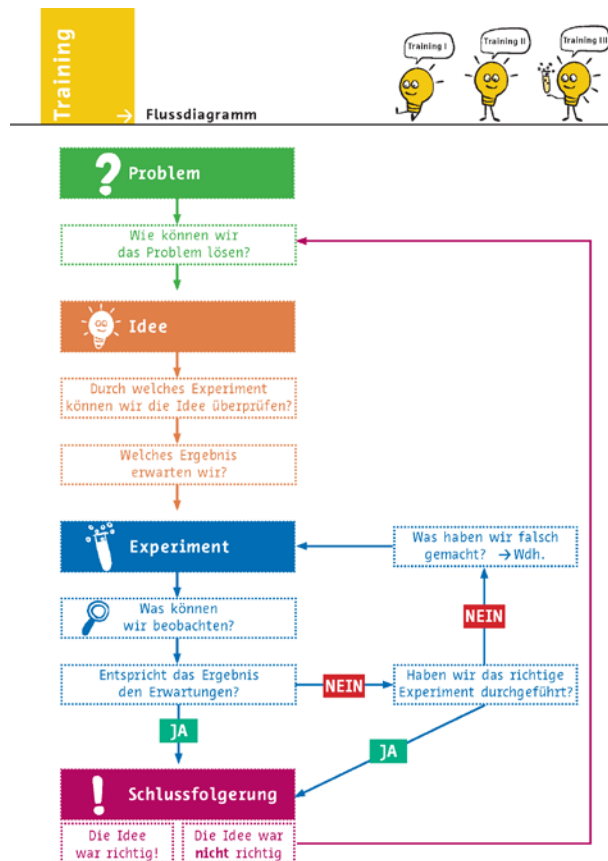 Training
Training I
Training II
Training III
→ Flussdiagramm
? Problem
Wie können wir
das Problem lösen?
Idee
Durch welches Experiment
können wir die Idee überprüfen?
Welches Ergebnis
erwarten wir?
Experiment
Was haben wir falsch
gemacht? → Wdh.
Was können
wir beobachten?
NEIN
Entspricht das Ergebnis
den Erwartungen?
NEIN
Haben wir das richtige
Experiment durchgeführt?
JA
JA
! Schlussfolgerung
Die Idee
war richtig!
Die Idee war
nicht richtig